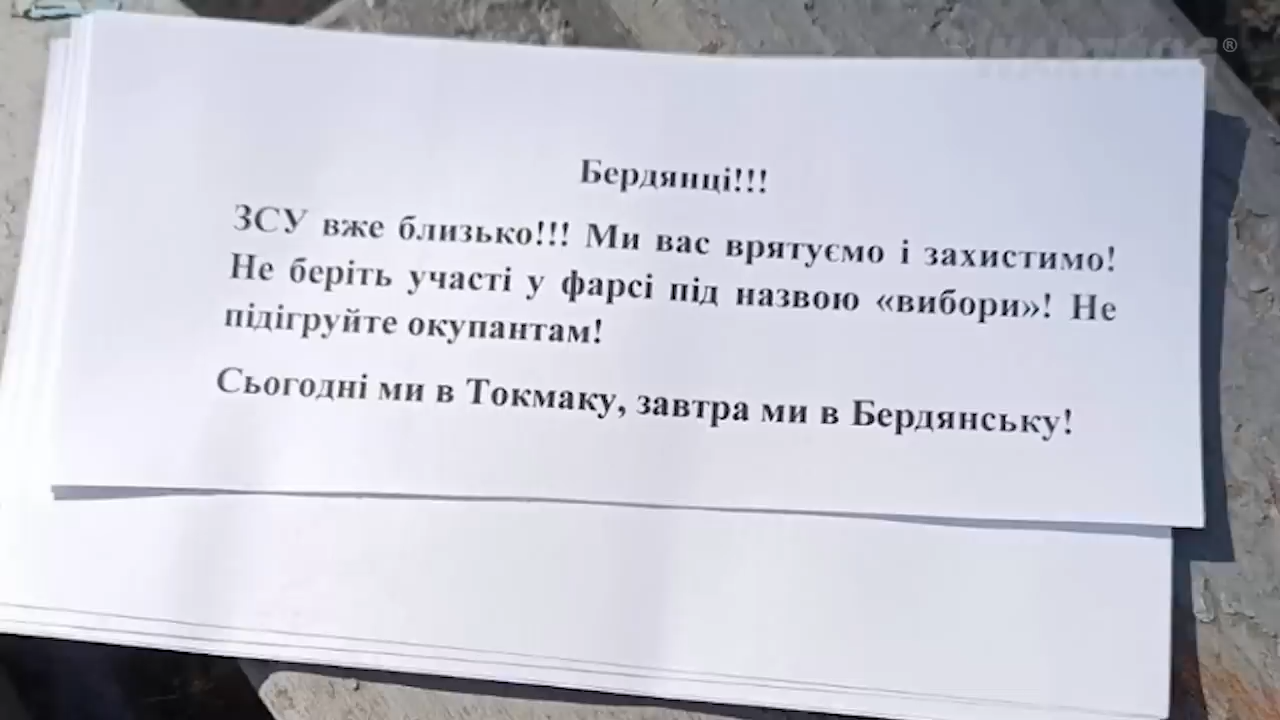 Бердянці!!!
ЗСУ вже близько!!! Ми вас врятуємо і захистимо!
Не беріть участі у фарсі під назвою «вибори»! Не
підігруйте окупантам!
Сьогодні ми в Токмаку, завтра ми в Бердянську!